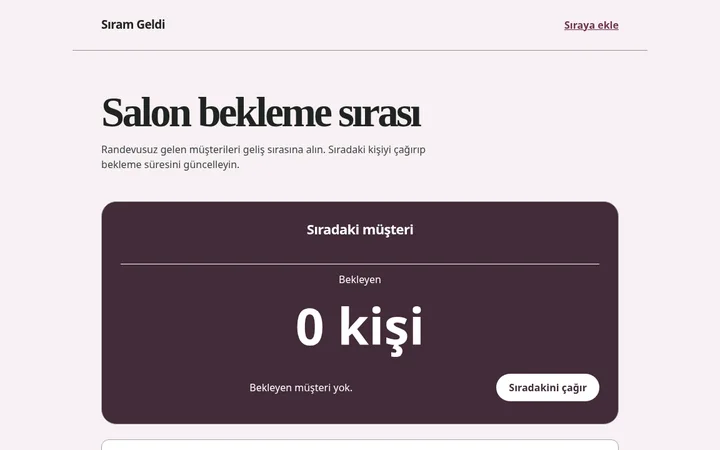 Sıram Geldi
Sıraya ekle
Salon bekleme sırası
Randevusuz gelen müşterileri geliş sırasına alın. Sıradaki kişiyi çağırıp
bekleme süresini güncelleyin.
Sıradaki müşteri
Bekleyen
0 kişi
Bekleyen müşteri yok.
Sıradakini çağır